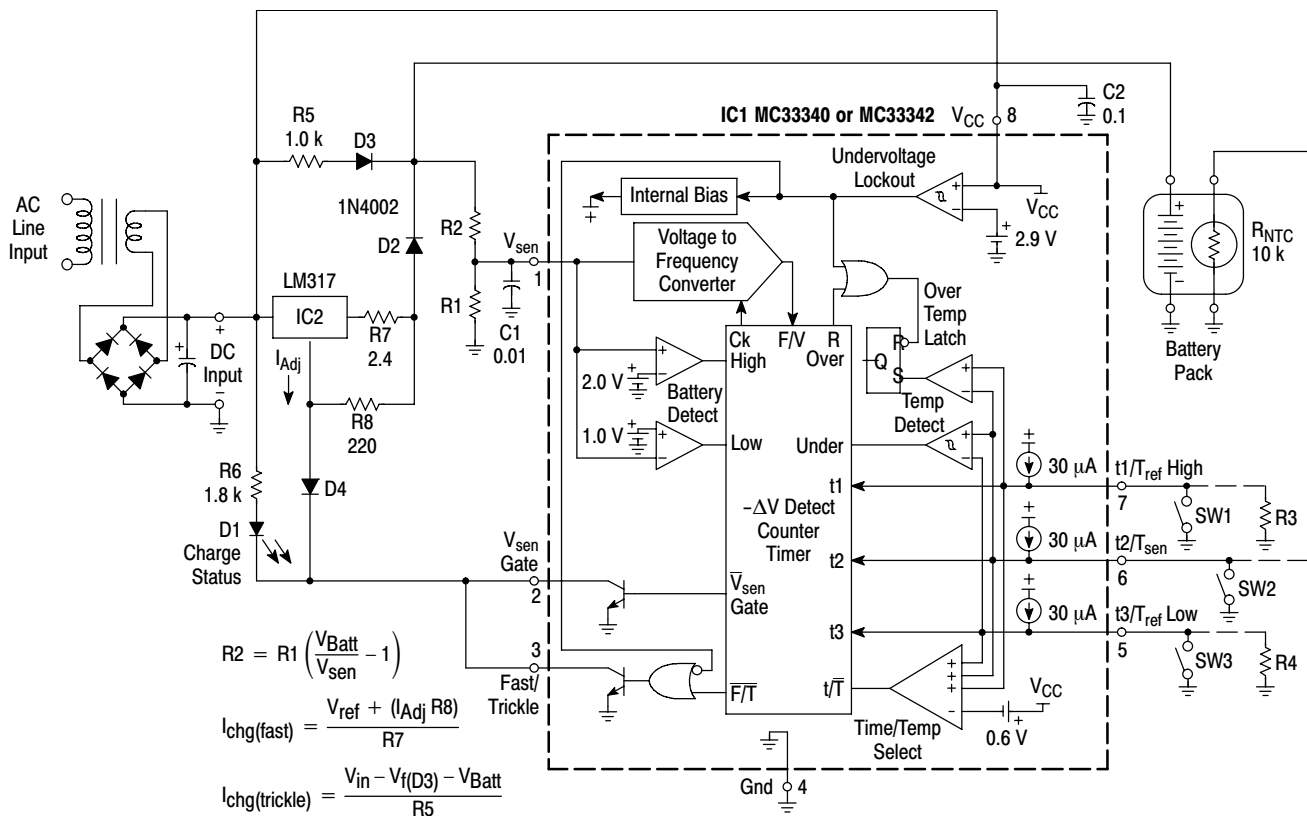 IC1 MC33340 or MC33342
VCC 8
C2
0.1
R5
1.0 k
D3
Undervoltage
Lockout
AC
Line
Input
1N4002
Internal Bias
VCC
2.9 V
RNTC
10 k
R2
Vsen
1
Voltage to
Frequency
Converter
D2
LM317
IC2
R7
2.4
R1
C1
0.01
Over
Temp
Latch
DC
Input
IAdj
R8
220
Ck
F/V
R
High
Over
R
Q
S
Battery
Pack
2.0 V
Battery
Detect
Temp
Detect
1.0 V
Low
Under
R6
1.8 k
D4
D1
Charge
Status
t1
30 µA
t1/Tref High
7
SW1
R3
–ΔV Detect
Counter
Timer
Vsen
Gate
2
V̅sen
Gate
t2
30 µA
t2/Tsen
6
SW2
t3
30 µA
t3/Tref Low
5
SW3
R4
R2 = R1 (VBatt/Vsen – 1)
3
Fast/
Trickle
F̅/T̅
t/T̅
VCC
0.6 V
Time/Temp
Select
Ichg(fast) = (Vref + (IAdj R8))/R7
Gnd
4
Ichg(trickle) = (Vin – Vf(D3) – VBatt)/R5